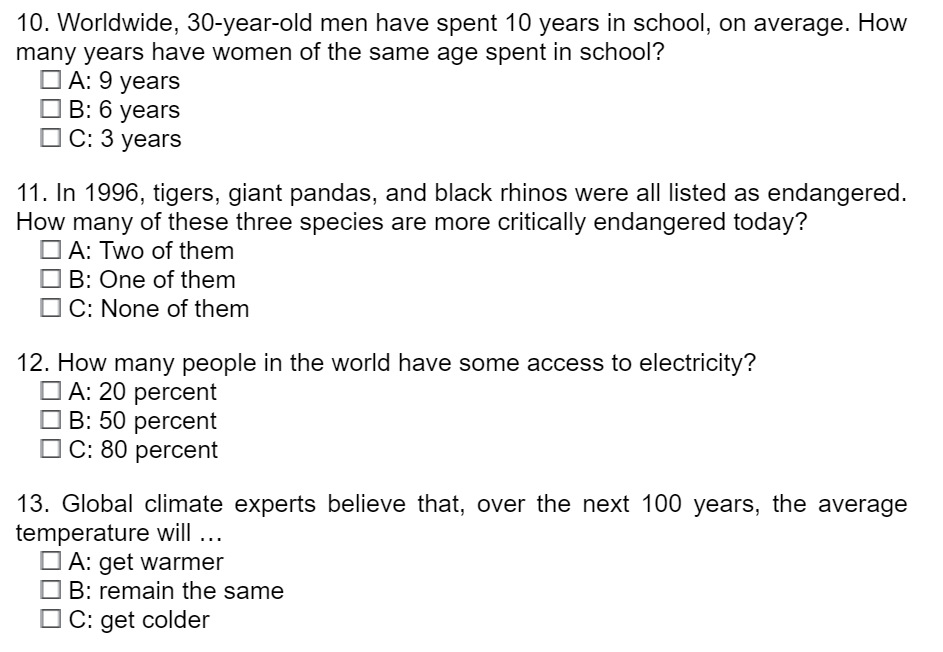 10. Worldwide, 30-year-old men have spent 10 years in school, on average. How
many years have women of the same age spent in school?
☐ A: 9 years
☐ B: 6 years
☐ C: 3 years
11. In 1996, tigers, giant pandas, and black rhinos were all listed as endangered.
How many of these three species are more critically endangered today?
☐ A: Two of them
☐ B: One of them
☐ C: None of them
12. How many people in the world have some access to electricity?
☐ A: 20 percent
☐ B: 50 percent
☐ C: 80 percent
13. Global climate experts believe that, over the next 100 years, the average
temperature will …
☐ A: get warmer
☐ B: remain the same
☐ C: get colder